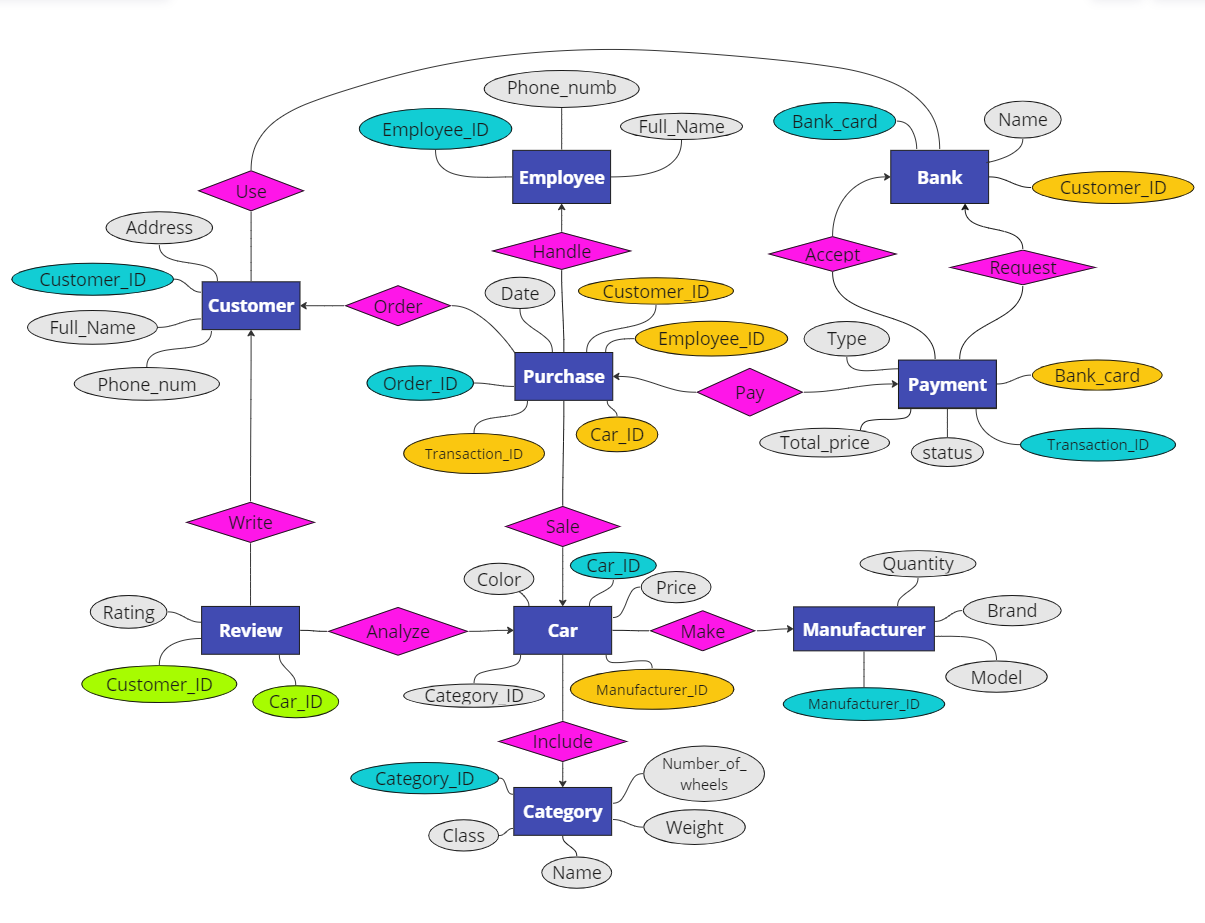 Phone_numb
Employee_ID
Full_Name
Bank_card
Name
Employee
Bank
Customer_ID
Use
Address
Handle
Accept
Request
Customer_ID
Customer
Full_Name
Phone_num
Order
Date
Customer_ID
Employee_ID
Type
Order_ID
Purchase
Pay
Payment
Bank_card
Transaction_ID
Car_ID
Total_price
status
Transaction_ID
Write
Sale
Color
Car_ID
Price
Quantity
Rating
Review
Analyze
Car
Make
Manufacturer
Brand
Customer_ID
Car_ID
Category_ID
Manufacturer_ID
Manufacturer_ID
Model
Include
Category_ID
Number_of_
wheels
Category
Class
Weight
Name